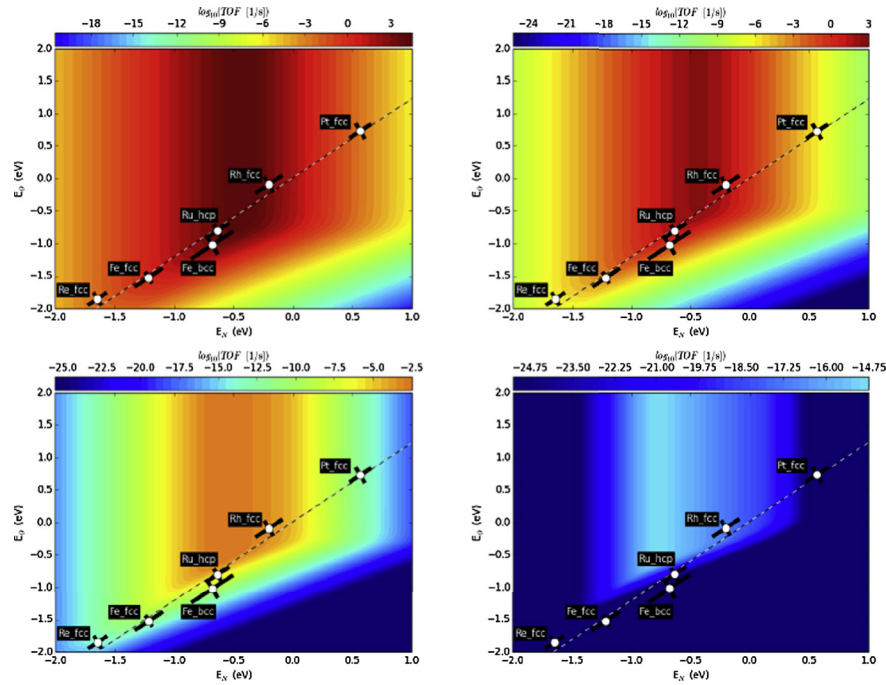 log₁₀|TOF [1/s]|
−18 −15 −12 −9 −6 −3 0 3
2.0
1.5
1.0
0.5
0.0
−0.5
−1.0
−1.5
−2.0
E_O (eV)
Pt_fcc
Rh_fcc
Ru_hcp
Fe_bcc
Fe_fcc
Re_fcc
−2.0 −1.5 −1.0 −0.5 0.0 0.5 1.0
E_N (eV)
log₁₀|TOF [1/s]|
−24 −21 −18 −15 −12 −9 −6 −3 0 3
2.0
1.5
1.0
0.5
0.0
−0.5
−1.0
−1.5
−2.0
E_O (eV)
Pt_fcc
Rh_fcc
Ru_hcp
Fe_bcc
Fe_fcc
Re_fcc
−2.0 −1.5 −1.0 −0.5 0.0 0.5 1.0
E_N (eV)
log₁₀|TOF [1/s]|
−25.0 −22.5 −20.0 −17.5 −15.0 −12.5 −10.0 −7.5 −5.0 −2.5
2.0
1.5
1.0
0.5
0.0
−0.5
−1.0
−1.5
−2.0
E_O (eV)
Pt_fcc
Rh_fcc
Ru_hcp
Fe_bcc
Fe_fcc
Re_fcc
−2.0 −1.5 −1.0 −0.5 0.0 0.5 1.0
E_N (eV)
log₁₀|TOF [1/s]|
−24.75 −23.50 −22.25 −21.00 −19.75 −18.50 −17.25 −16.00 −14.75
2.0
1.5
1.0
0.5
0.0
−0.5
−1.0
−1.5
−2.0
E_O (eV)
Pt_fcc
Rh_fcc
Ru_hcp
Fe_bcc
Fe_fcc
Re_fcc
−2.0 −1.5 −1.0 −0.5 0.0 0.5 1.0
E_N (eV)